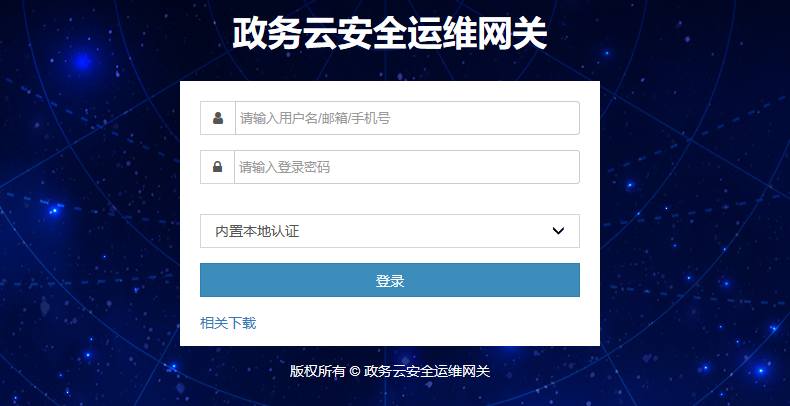 政务云安全运维网关
请输入用户名/邮箱/手机号
请输入登录密码
内置本地认证
登录
相关下载
版权所有 © 政务云安全运维网关